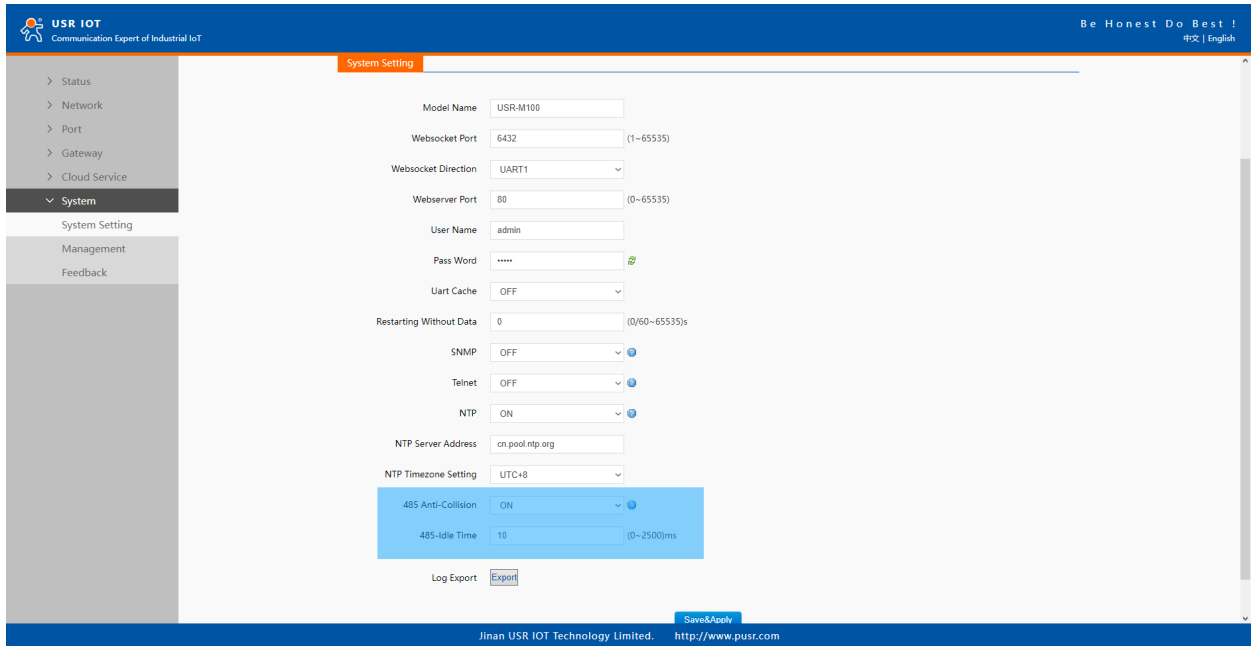 USR IOT
Communication Expert of Industrial IoT
Be Honest Do Best !
中文 | English
Status
Network
Port
Gateway
Cloud Service
System
System Setting
Management
Feedback
System Setting
Model Name USR-M100
Websocket Port 6432 (1~65535)
Websocket Direction UART1
Webserver Port 80 (0~65535)
User Name admin
Pass Word •••••
Uart Cache OFF
Restarting Without Data 0 (0/60~65535)s
SNMP OFF
Telnet OFF
NTP ON
NTP Server Address cn.pool.ntp.org
NTP Timezone Setting UTC+8
485 Anti-Collision ON
485-Idle Time 10 (0~2500)ms
Log Export Export
Save&Apply
Jinan USR IOT Technology Limited. http://www.pusr.com